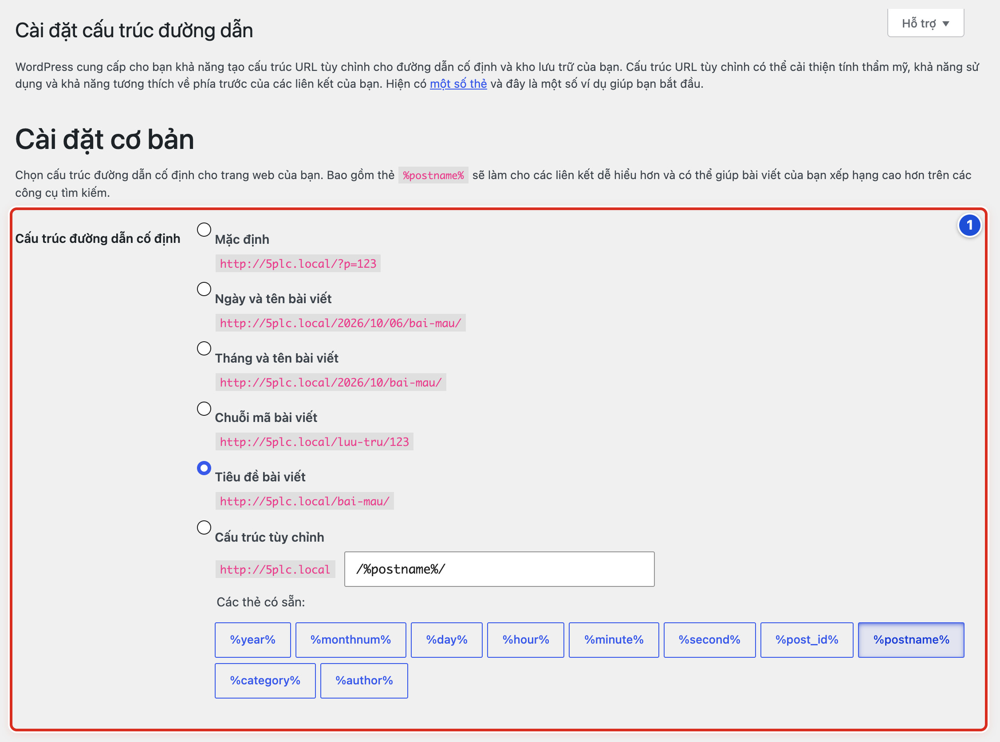 Hỗ trợ
Cài đặt cấu trúc đường dẫn
WordPress cung cấp cho bạn khả năng tạo cấu trúc URL tùy chỉnh cho đường dẫn cố định và kho lưu trữ của bạn. Cấu trúc URL tùy chỉnh có thể cải thiện tính thẩm mỹ, khả năng sử
dụng và khả năng tương thích về phía trước của các liên kết của bạn. Hiện có một số thẻ và đây là một số ví dụ giúp bạn bắt đầu.
Cài đặt cơ bản
Chọn cấu trúc đường dẫn cố định cho trang web của bạn. Bao gồm thẻ %postname% sẽ làm cho các liên kết dễ hiểu hơn và có thể giúp bài viết của bạn xếp hạng cao hơn trên các
công cụ tìm kiếm.
1
Cấu trúc đường dẫn cố định
Mặc định
http://5plc.local/?p=123
Ngày và tên bài viết
http://5plc.local/2026/10/06/bai-mau/
Tháng và tên bài viết
http://5plc.local/2026/10/bai-mau/
Chuỗi mã bài viết
http://5plc.local/luu-tru/123
Tiêu đề bài viết
http://5plc.local/bai-mau/
Cấu trúc tùy chỉnh
http://5plc.local /%postname%/
Các thẻ có sẵn:
%year% %monthnum% %day% %hour% %minute% %second% %post_id% %postname%
%category% %author%